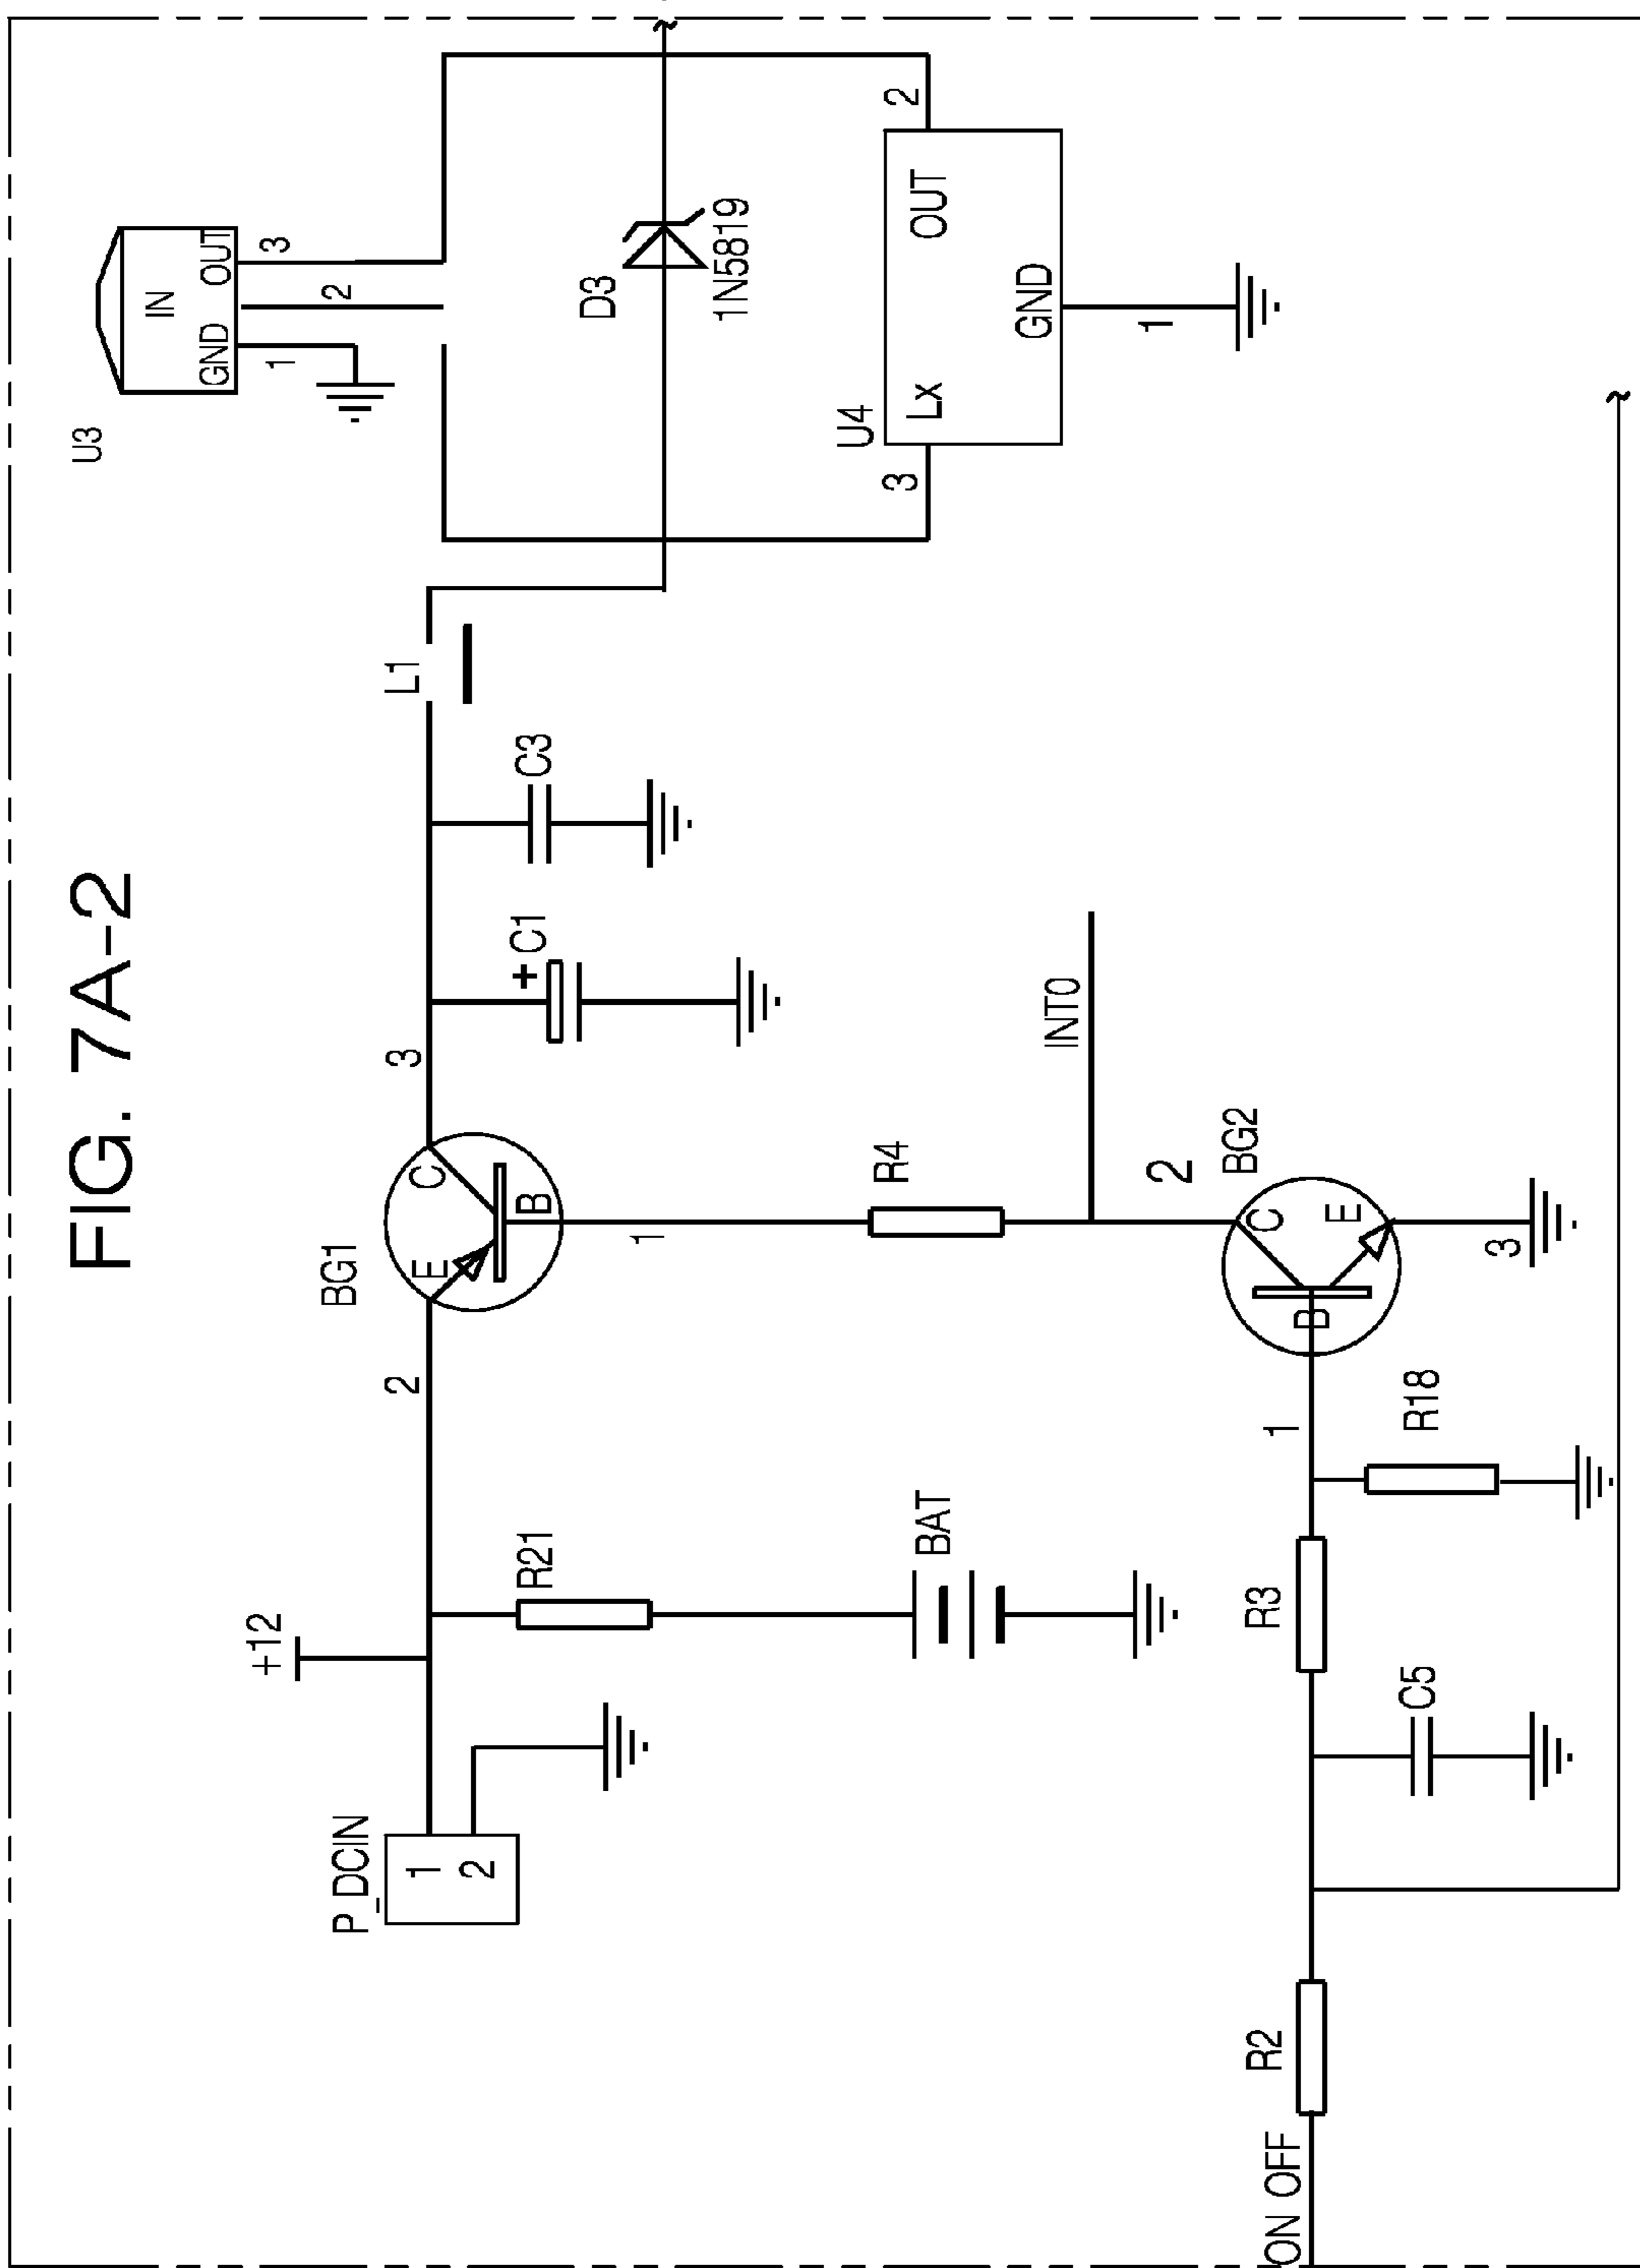 FIG. 7A-2
U3
GND
IN
OUT
1
2
3
P_DCIN
1
2
+12
R21
BAT
2
BG1
E
C
B
1
3
C1
+
C3
L1
D3
1N5819
U4
Lx
OUT
GND
3
2
1
R4
INT0
2
BG2
C
B
E
3
1
R18
R3
C5
R2
ON OFF